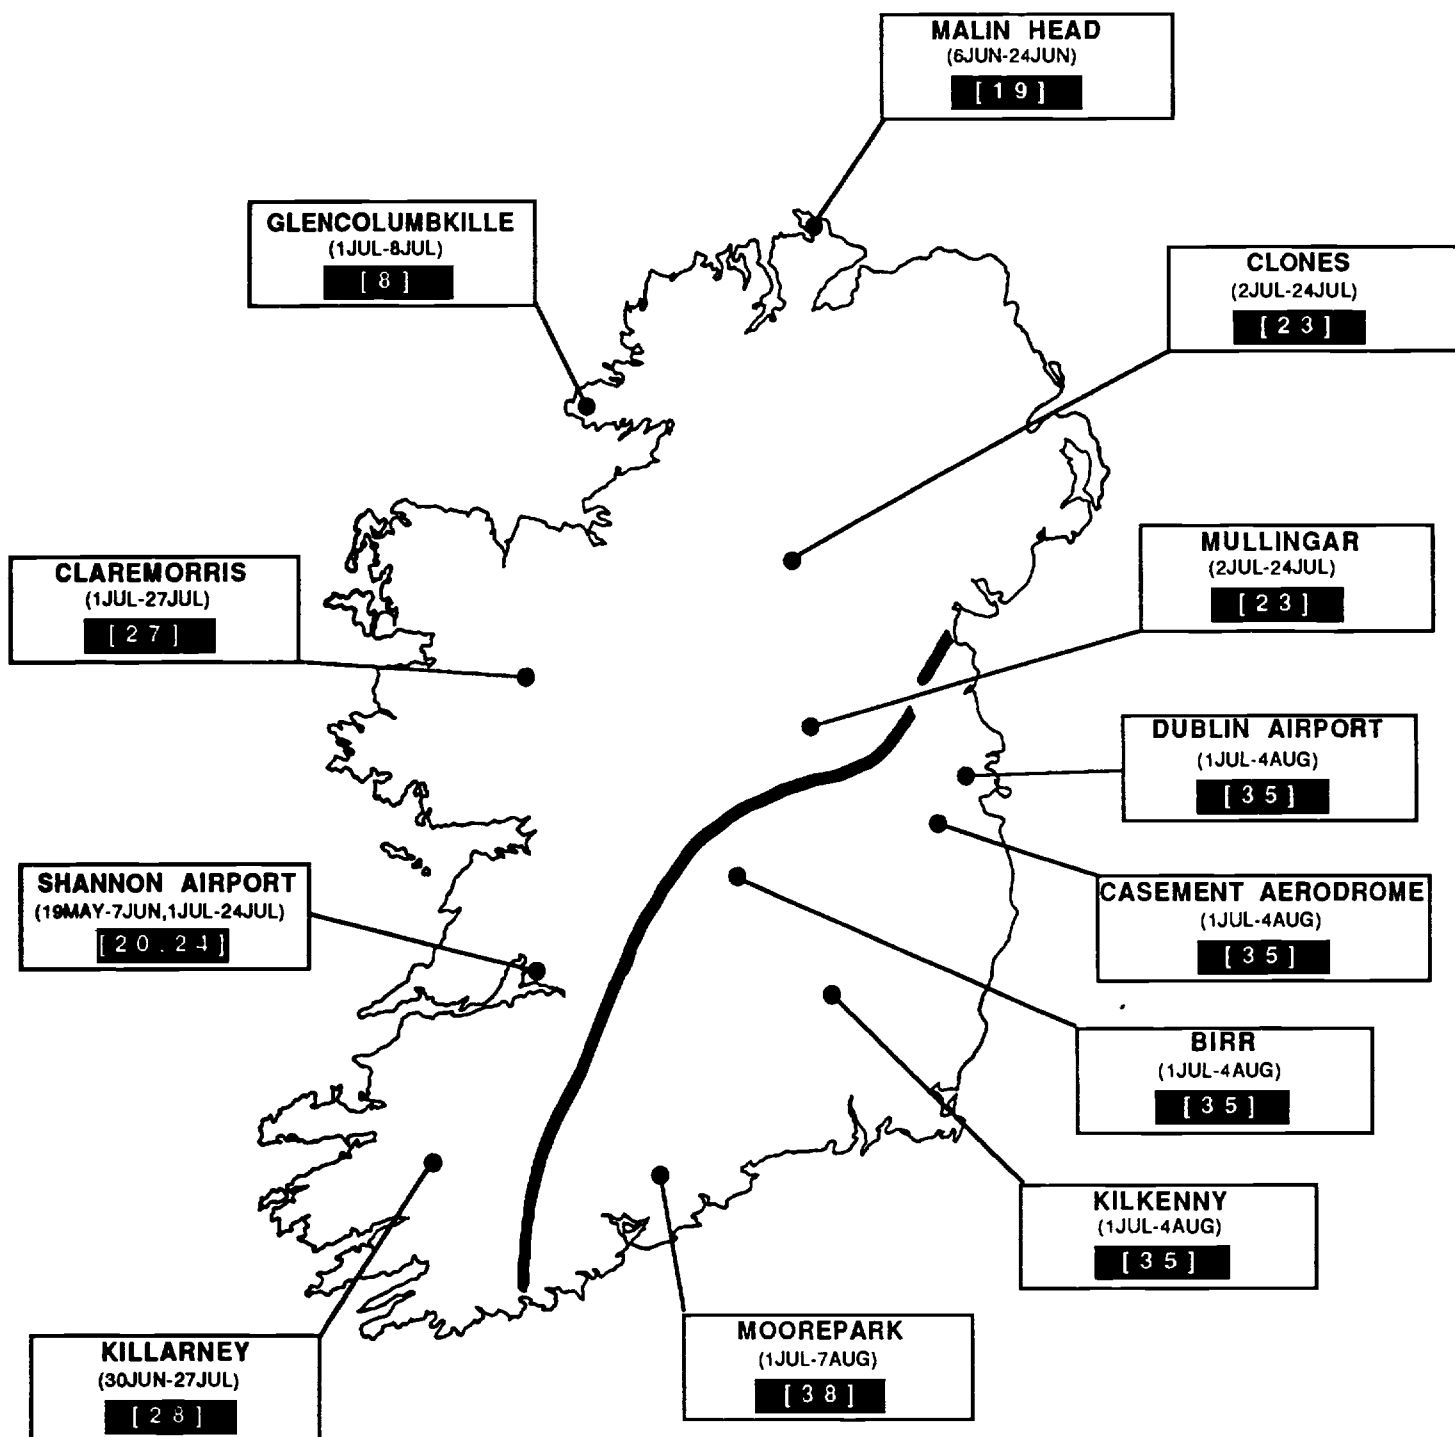 MALIN HEAD
(6JUN-24JUN)
[19]
GLENCOLUMBKILLE
(1JUL-8JUL)
[8]
CLONES
(2JUL-24JUL)
[23]
CLAREMORRIS
(1JUL-27JUL)
[27]
MULLINGAR
(2JUL-24JUL)
[23]
DUBLIN AIRPORT
(1JUL-4AUG)
[35]
SHANNON AIRPORT
(19MAY-7JUN,1JUL-24JUL)
[20.24]
CASEMENT AERODROME
(1JUL-4AUG)
[35]
BIRR
(1JUL-4AUG)
[35]
KILKENNY
(1JUL-4AUG)
[35]
MOOREPARK
(1JUL-7AUG)
[38]
KILLARNEY
(30JUN-27JUL)
[28]